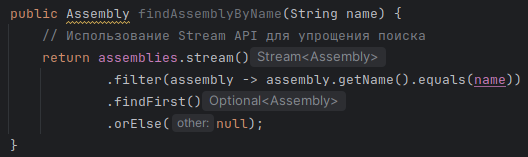 public Assembly findAssemblyByName(String name) {
    // Использование Stream API для упрощения поиска
    return assemblies.stream() Stream<Assembly>
            .filter(assembly -> assembly.getName().equals(name))
            .findFirst() Optional<Assembly>
            .orElse( other: null);
}